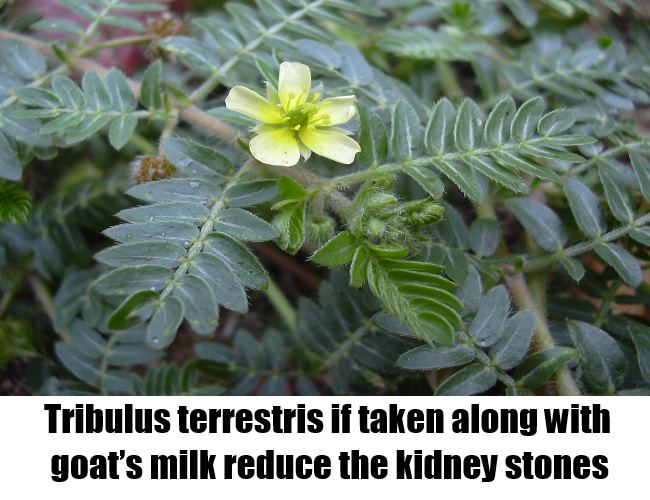 Tribulus terrestris if taken along with
goat’s milk reduce the kidney stones